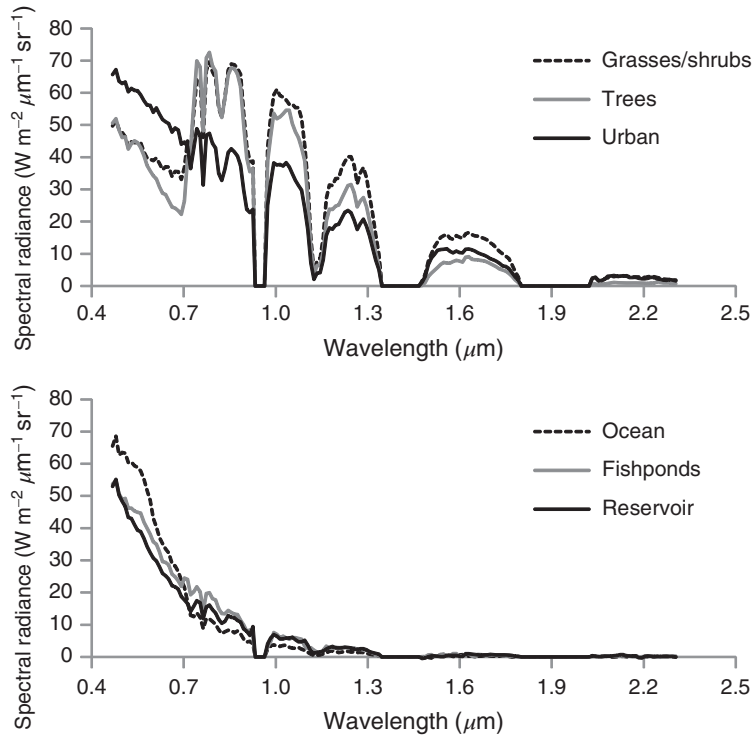 Spectral radiance (W m⁻² μm⁻¹ sr⁻¹)
80
70
60
50
40
30
20
10
0
Grasses/shrubs
Trees
Urban
0.4 0.7 1.0 1.3 1.6 1.9 2.2 2.5
Wavelength (μm)
Spectral radiance (W m⁻² μm⁻¹ sr⁻¹)
80
70
60
50
40
30
20
10
0
Ocean
Fishponds
Reservoir
0.4 0.7 1.0 1.3 1.6 1.9 2.2 2.5
Wavelength (μm)